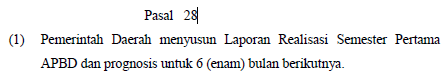 Pasal 28
(1) Pemerintah Daerah menyusun Laporan Realisasi Semester Pertama
APBD dan prognosis untuk 6 (enam) bulan berikutnya.